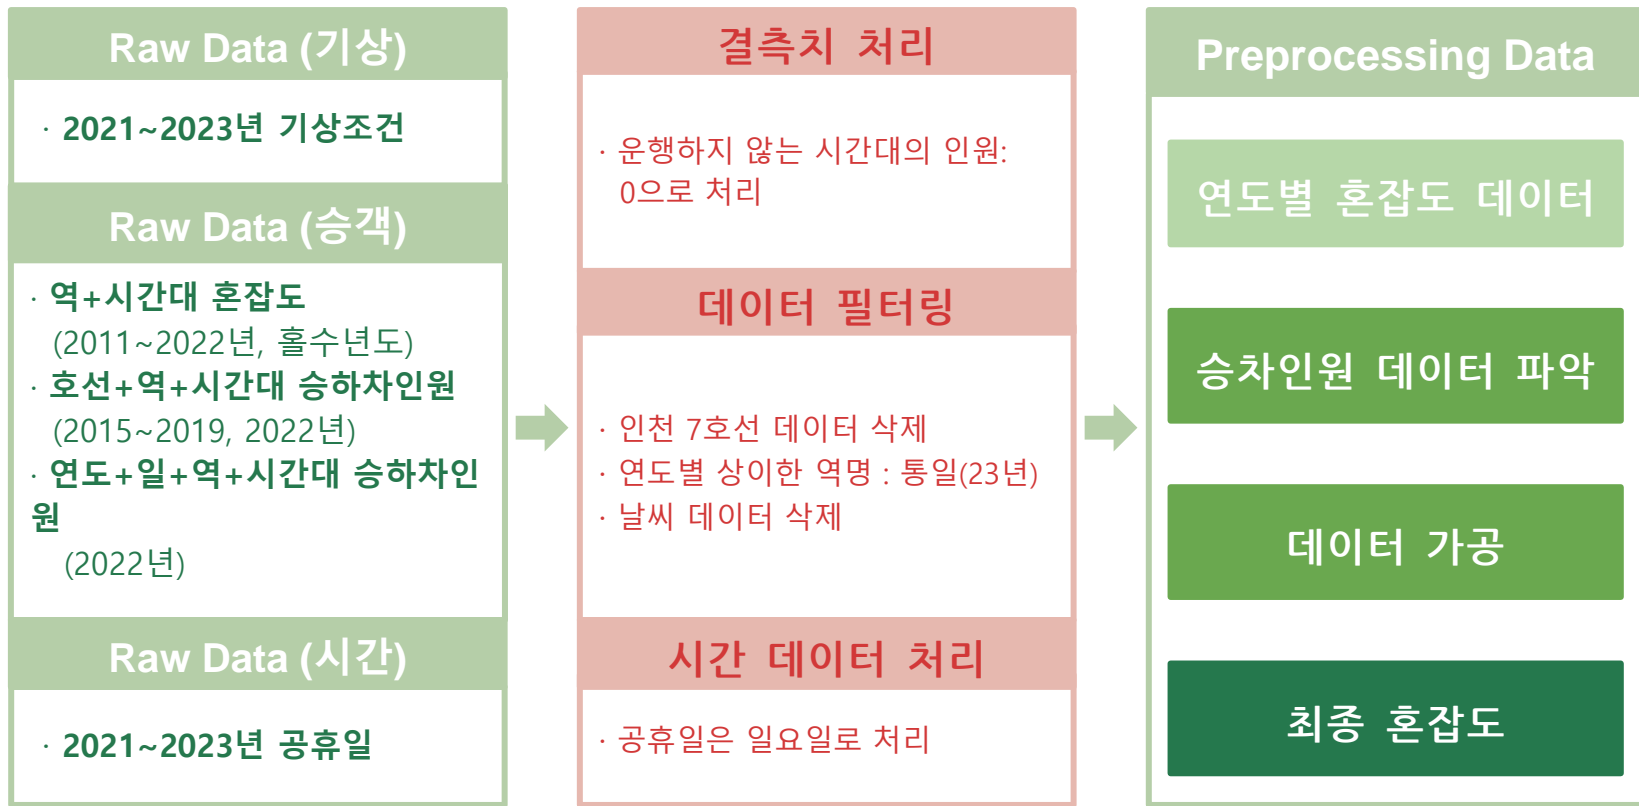 Raw Data (기상)
· 2021~2023년 기상조건
Raw Data (승객)
· 역+시간대 혼잡도
(2011~2022년, 홀수년도)
· 호선+역+시간대 승하차인원
(2015~2019, 2022년)
· 연도+일+역+시간대 승하차인
원
(2022년)
Raw Data (시간)
· 2021~2023년 공휴일
결측치 처리
· 운행하지 않는 시간대의 인원:
0으로 처리
데이터 필터링
· 인천 7호선 데이터 삭제
· 연도별 상이한 역명 : 통일(23년)
· 날씨 데이터 삭제
시간 데이터 처리
· 공휴일은 일요일로 처리
Preprocessing Data
연도별 혼잡도 데이터
승차인원 데이터 파악
데이터 가공
최종 혼잡도